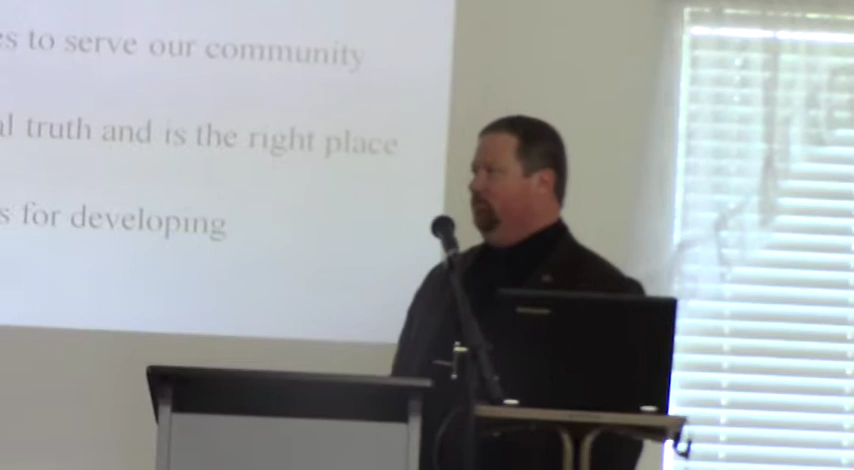 to serve our community
truth and is the right place
for developing